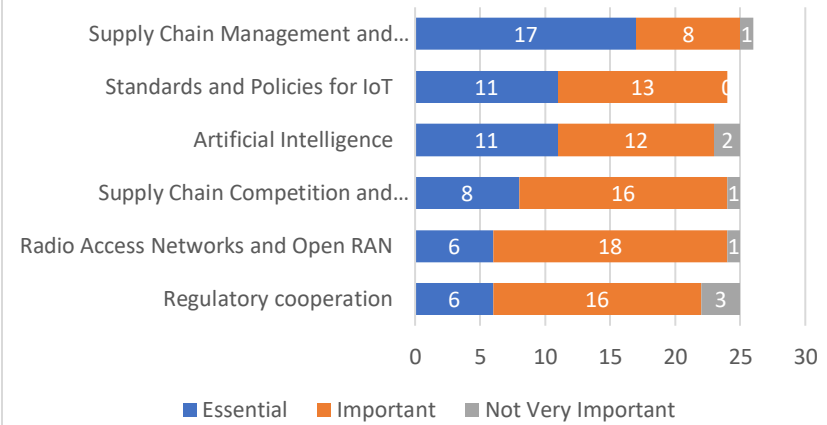 Supply Chain Management and...
17 8 1
Standards and Policies for IoT
11 13 0
Artificial Intelligence
11 12 2
Supply Chain Competition and...
8 16 1
Radio Access Networks and Open RAN
6 18 1
Regulatory cooperation
6 16 3
0 5 10 15 20 25 30
Essential Important Not Very Important